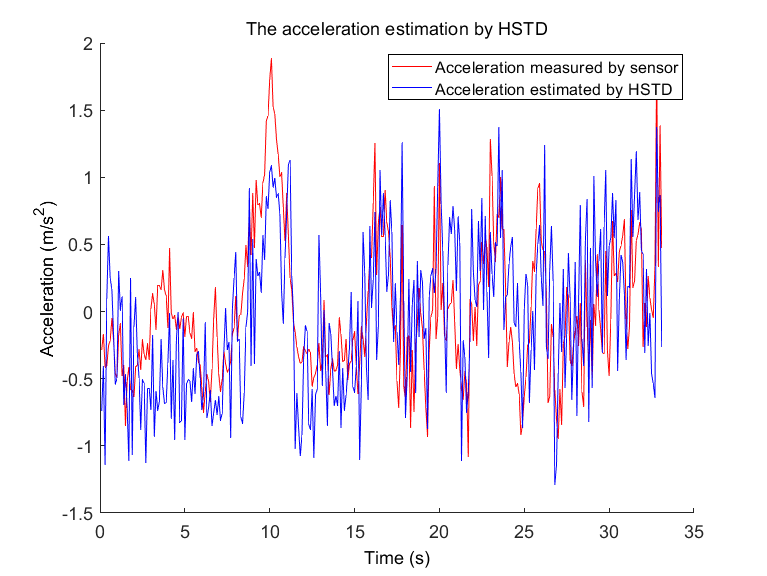 The acceleration estimation by HSTD
Acceleration measured by sensor
Acceleration estimated by HSTD
Acceleration (m/s²)
2
1.5
1
0.5
0
-0.5
-1
-1.5
0 5 10 15 20 25 30 35
Time (s)